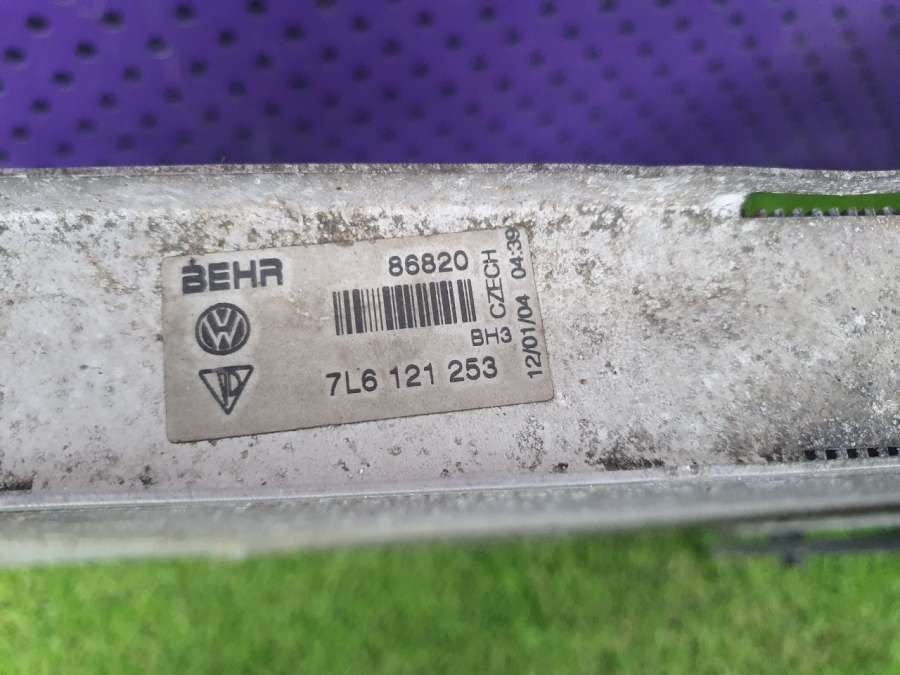 BEHR
86820
CZECH
BH3
7L6 121 253
12/01/04 04:39